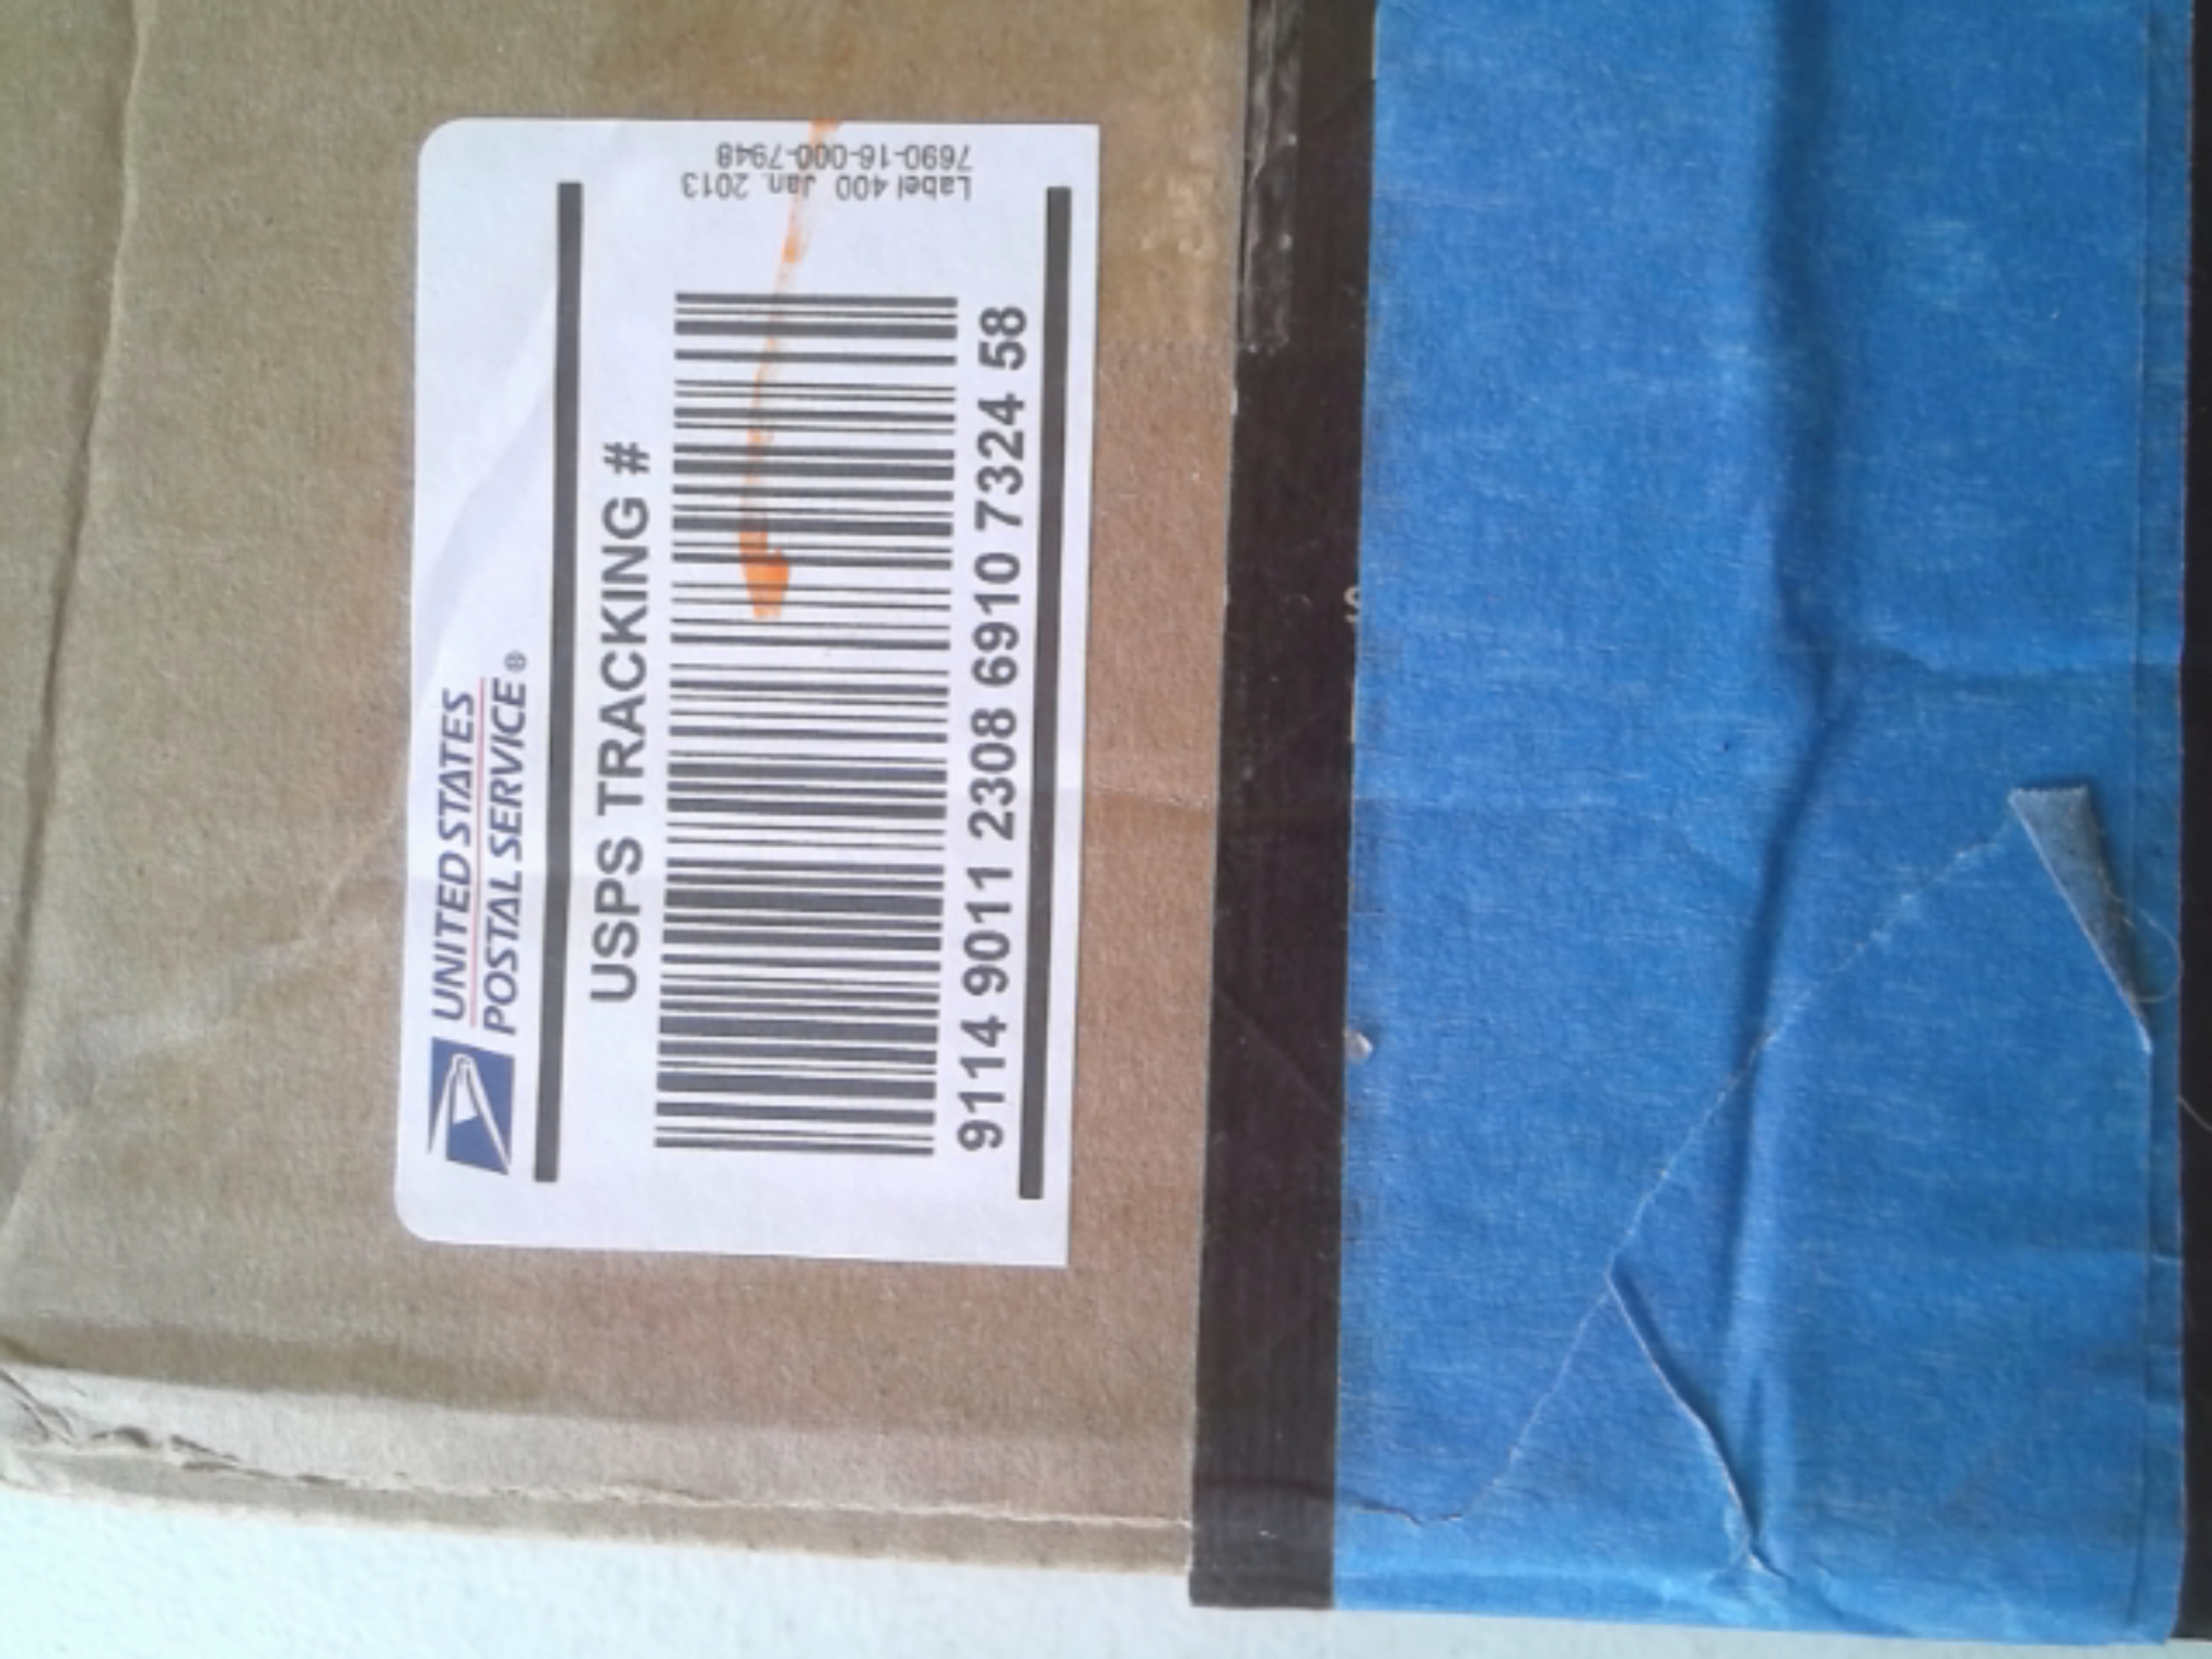 UNITED STATES
POSTAL SERVICE®
USPS TRACKING #
9114 9011 2308 6910 7324 58
Label 400 Jan. 2013
7690-16-000-7948
S